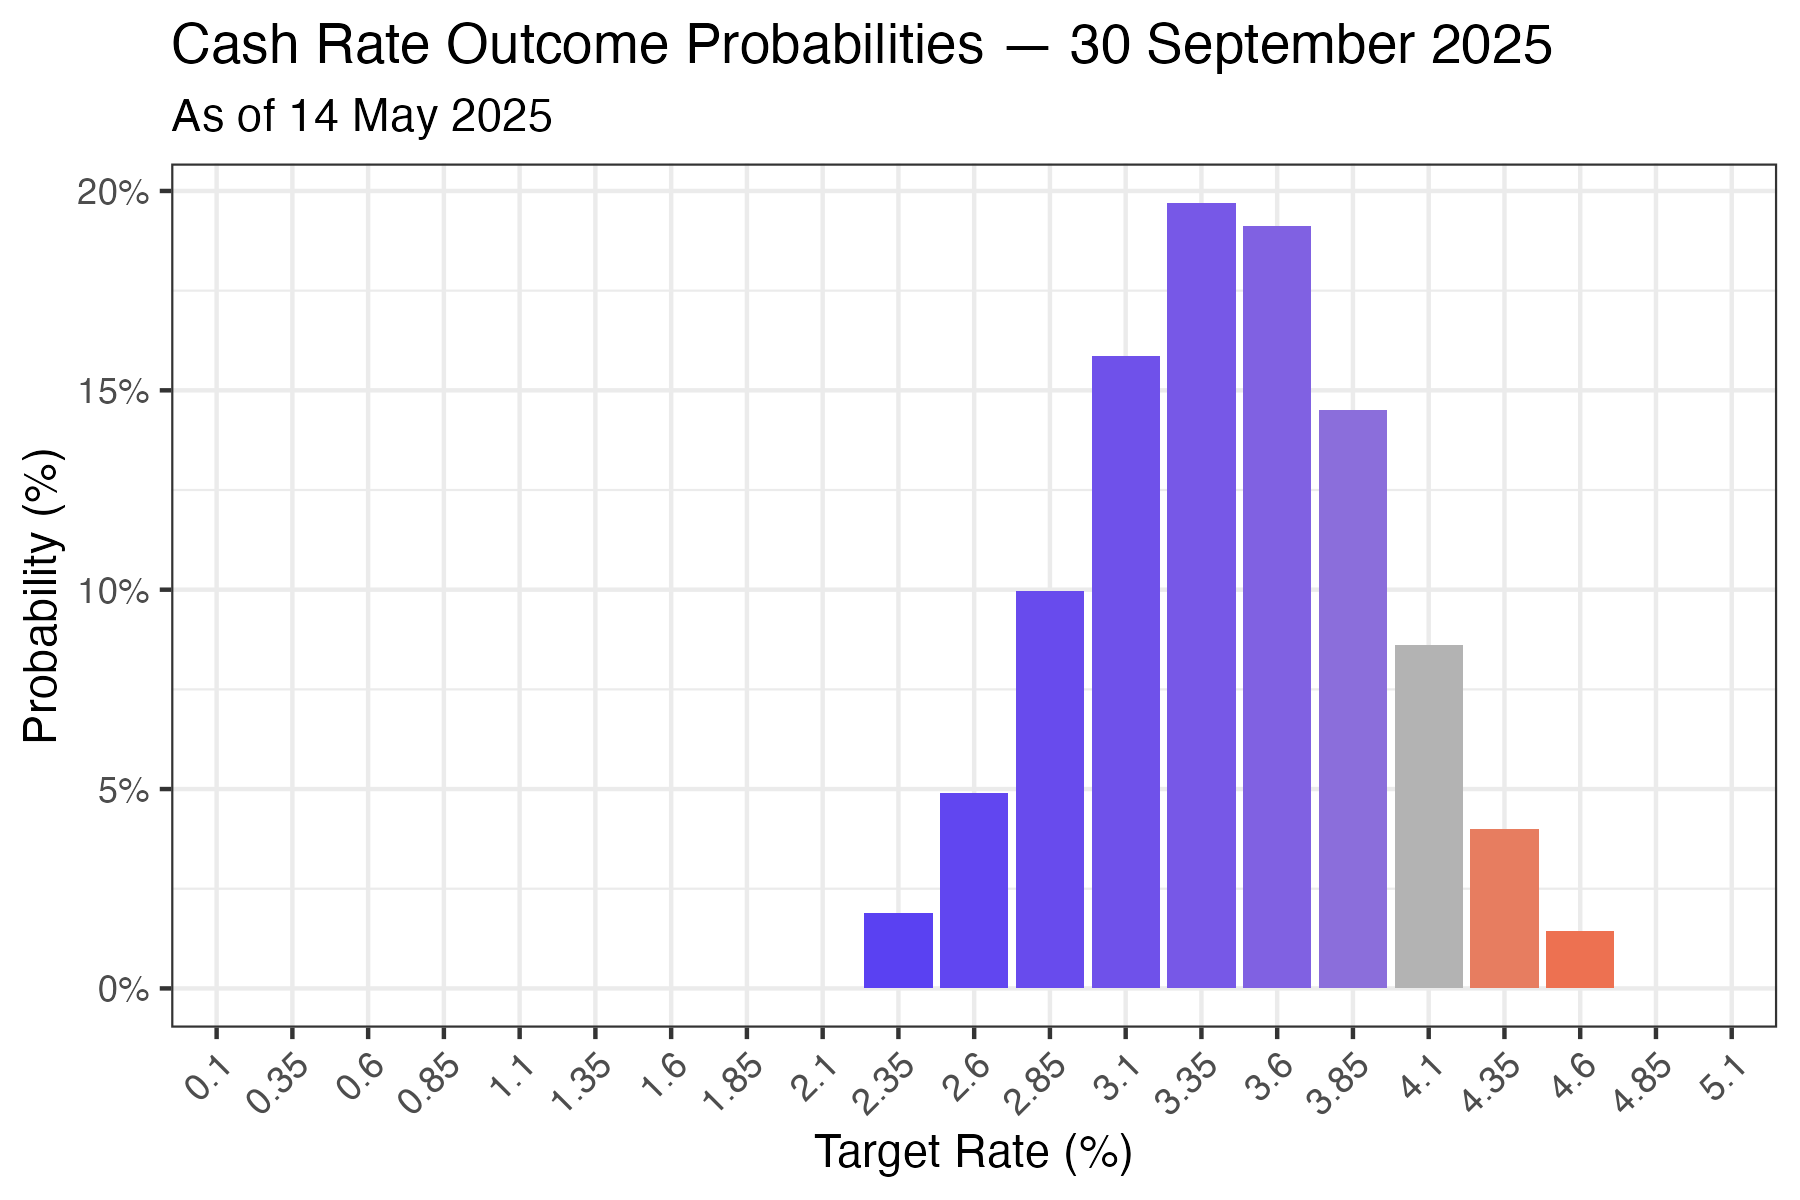 Cash Rate Outcome Probabilities — 30 September 2025
As of 14 May 2025
Probability (%)
20%
15%
10%
5%
0%
0.1 0.35 0.6 0.85 1.1 1.35 1.6 1.85 2.1 2.35 2.6 2.85 3.1 3.35 3.6 3.85 4.1 4.35 4.6 4.85 5.1
Target Rate (%)